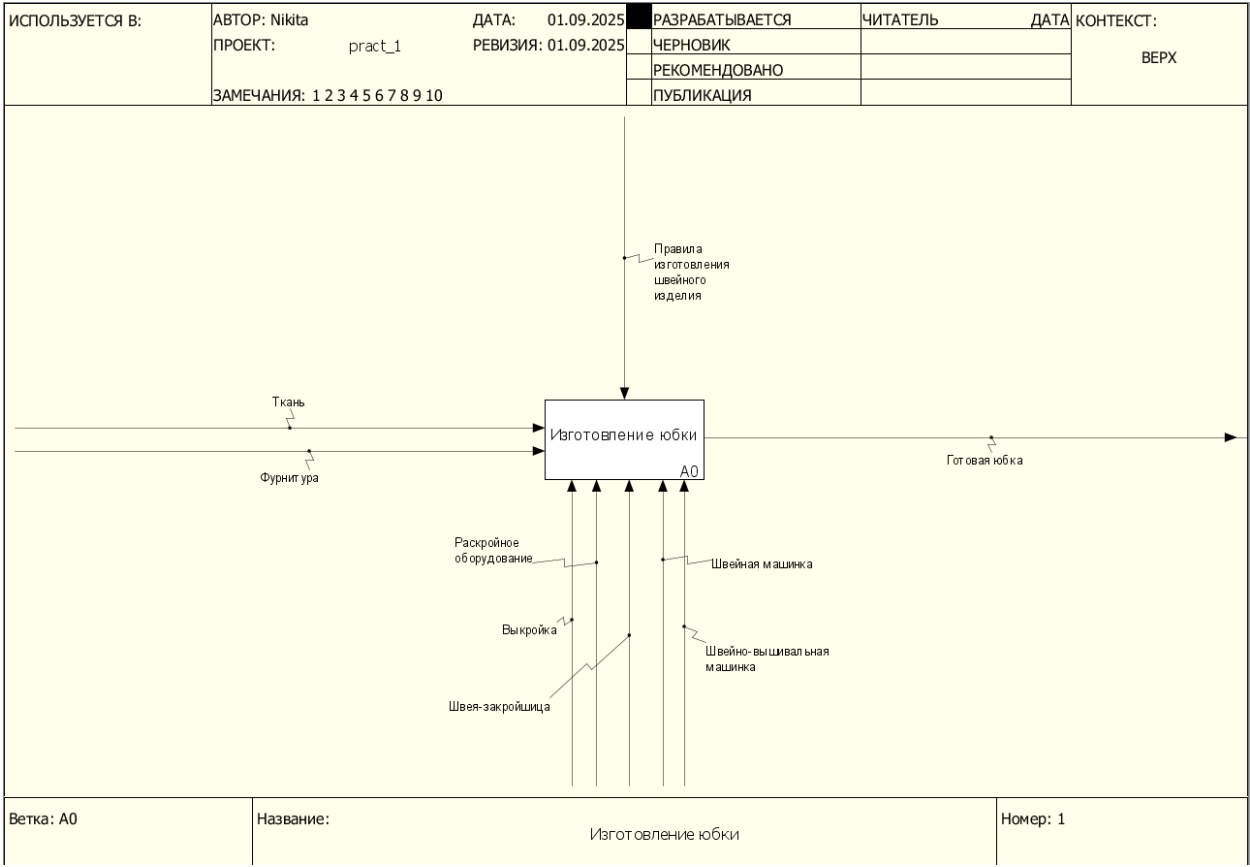 ИСПОЛЬЗУЕТСЯ В:
АВТОР: Nikita
ДАТА: 01.09.2025
ПРОЕКТ: pract_1
РЕВИЗИЯ: 01.09.2025
ЗАМЕЧАНИЯ: 1 2 3 4 5 6 7 8 9 10
РАЗРАБАТЫВАЕТСЯ
ЧЕРНОВИК
РЕКОМЕНДОВАНО
ПУБЛИКАЦИЯ
ЧИТАТЕЛЬ
ДАТА
КОНТЕКСТ:
ВЕРХ
Правила
изготовления
швейного
изделия
Ткань
Фурнитура
Изготовление юбки
A0
Готовая юбка
Раскройное
оборудование
Швейная машинка
Выкройка
Швейно-вышивальная
машинка
Швея-закройщица
Ветка: A0
Название:
Изготовление юбки
Номер: 1